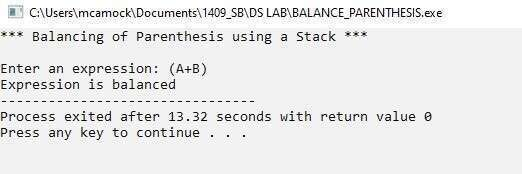 C:\Users\mcamock\Documents\1409_SB\DS LAB\BALANCE_PARENTHESIS.exe
*** Balancing of Parenthesis using a Stack ***
Enter an expression: (A+B)
Expression is balanced
--------------------------------
Process exited after 13.32 seconds with return value 0
Press any key to continue . . .